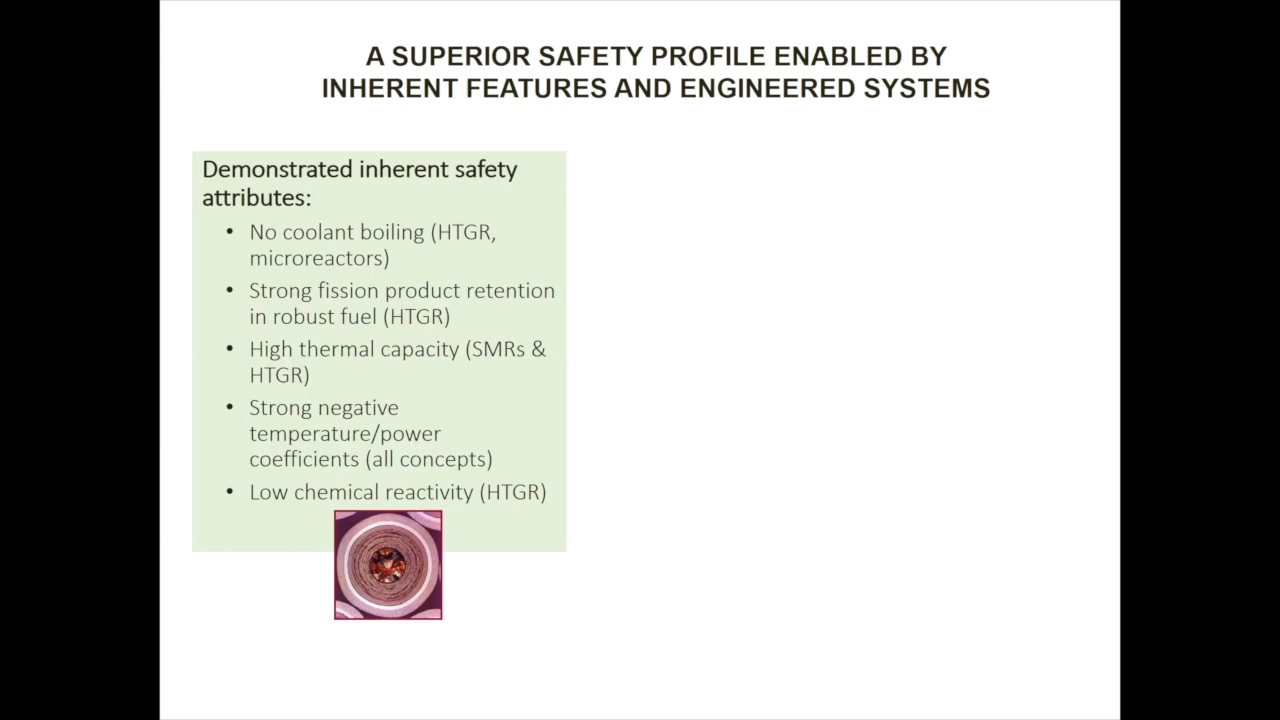 A SUPERIOR SAFETY PROFILE ENABLED BY
INHERENT FEATURES AND ENGINEERED SYSTEMS
Demonstrated inherent safety
attributes:
• No coolant boiling (HTGR,
microreactors)
• Strong fission product retention
in robust fuel (HTGR)
• High thermal capacity (SMRs &
HTGR)
• Strong negative
temperature/power
coefficients (all concepts)
• Low chemical reactivity (HTGR)